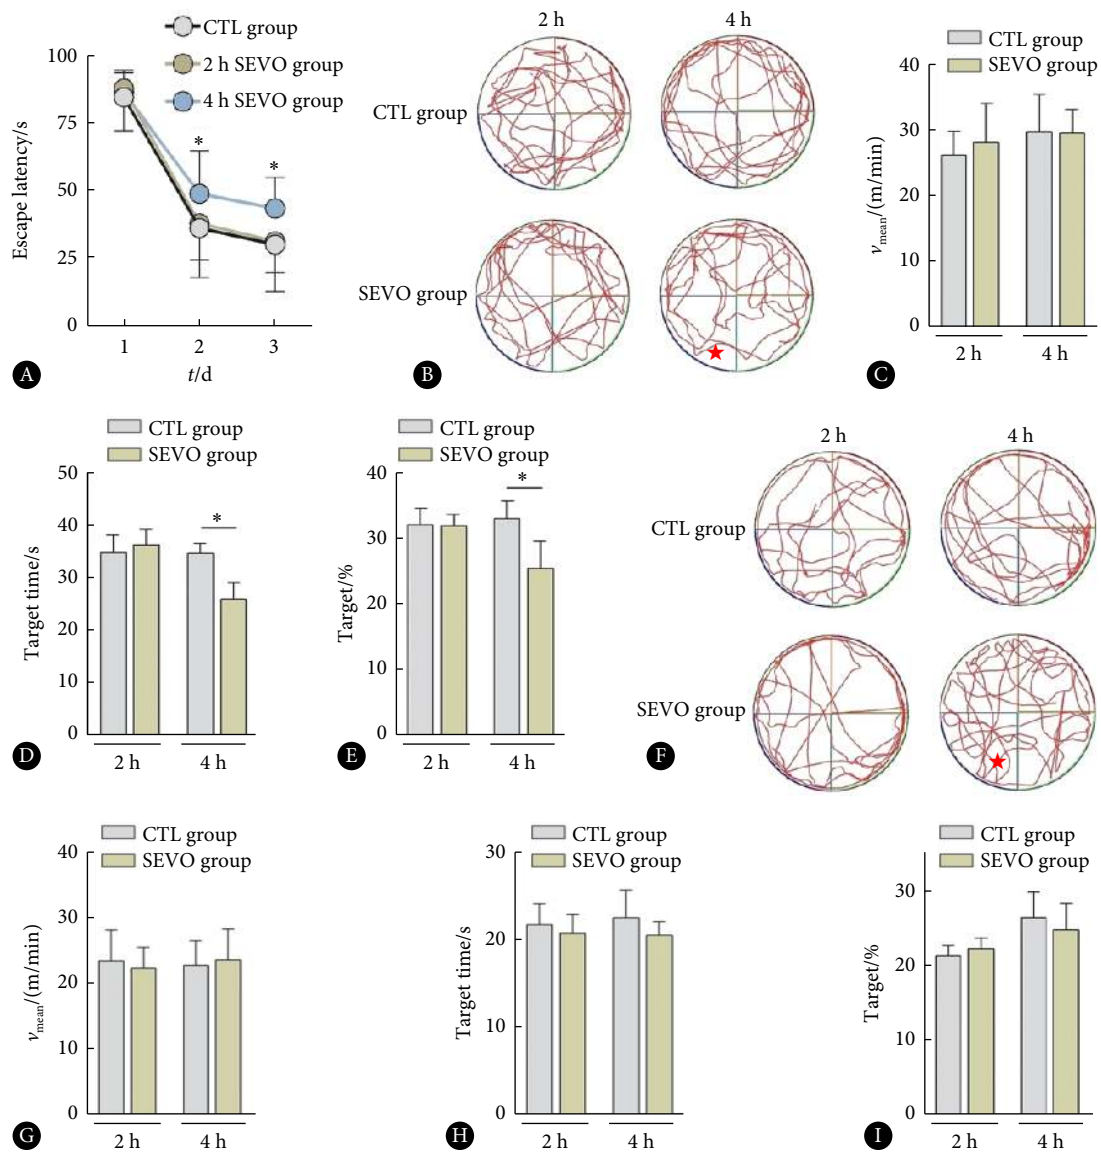 CTL group
2 h SEVO group
4 h SEVO group
100
75
50
25
0
Escape latency/s
*
*
1
2
3
t/d
A
2 h
4 h
CTL group
SEVO group
B
CTL group
SEVO group
40
30
20
10
0
vmean/(m/min)
2 h
4 h
C
CTL group
SEVO group
50
40
30
20
10
0
Target time/s
*
2 h
4 h
D
CTL group
SEVO group
40
30
20
10
0
Target/%
*
2 h
4 h
E
2 h
4 h
CTL group
SEVO group
F
CTL group
SEVO group
40
30
20
10
0
vmean/(m/min)
2 h
4 h
G
CTL group
SEVO group
30
20
10
0
Target time/s
2 h
4 h
H
CTL group
SEVO group
30
20
10
0
Target/%
2 h
4 h
I